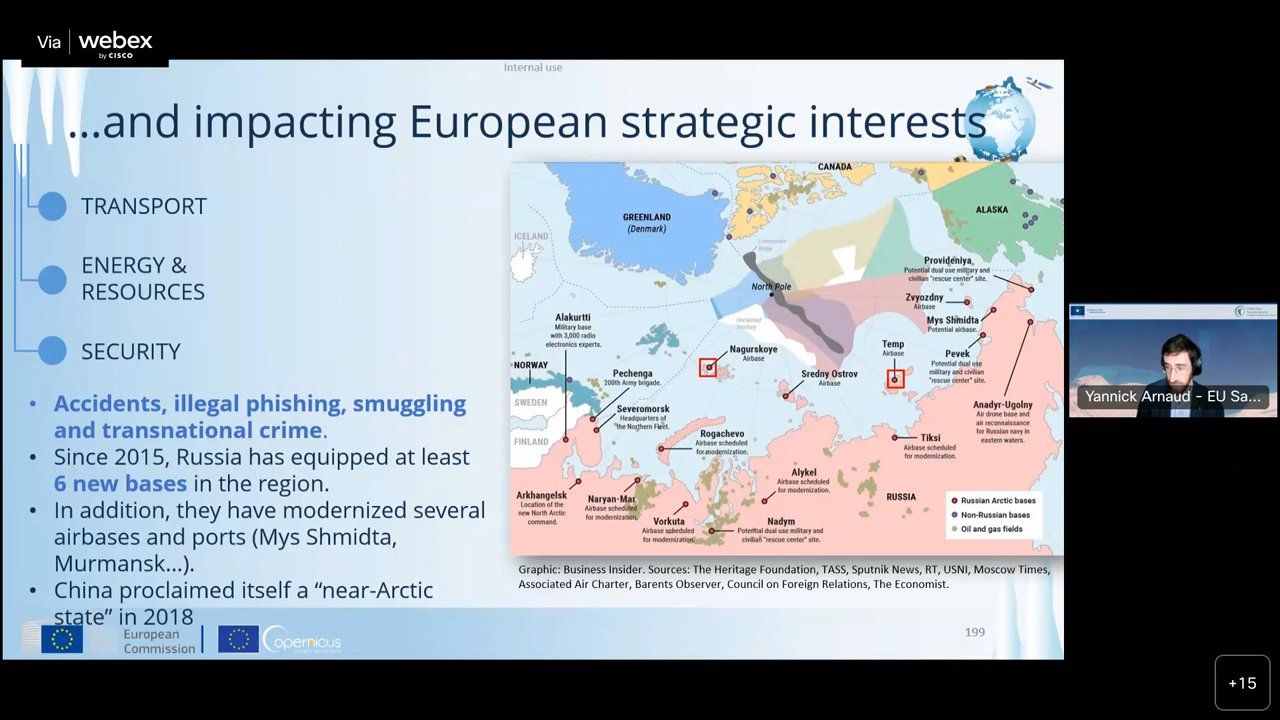 Via webex
by CISCO
Internal use
...and impacting European strategic interests
TRANSPORT
ENERGY &
RESOURCES
SECURITY
• Accidents, illegal phishing, smuggling
and transnational crime.
• Since 2015, Russia has equipped at least
6 new bases in the region.
• In addition, they have modernized several
airbases and ports (Mys Shmidta,
Murmansk...).
• China proclaimed itself a “near-Arctic
state” in 2018
CANADA
GREENLAND
(Denmark)
ALASKA
ICELAND
Lomonosov
Ridge
North Pole
Unclaimed
Territory
Provideniya
Potential dual use military and
civilian "rescue center" site.
Zvyozdny
Airbase
Mys Shmidta
Potential airbase.
Pevek
Potential dual use
military and civilian
"rescue center" site.
Temp
Airbase
Alakurtti
Military base
with 3,000 radio
electronics experts.
Nagurskoye
Airbase
Sredny Ostrov
Airbase
NORWAY
SWEDEN
FINLAND
Pechenga
200th Army brigade.
Severomorsk
Headquarters of
the Northern Fleet.
Rogachevo
Airbase scheduled
for modernization.
Anadyr-Ugolny
Air drone base and
air reconnaissance
for Russian navy in
eastern waters.
Tiksi
Airbase scheduled
for modernization.
Alykel
Airbase scheduled
for modernization.
RUSSIA
Arkhangelsk
Location of the
new North Arctic
command.
Naryan-Mar
Airbase scheduled
for modernization.
Vorkuta
Airbase scheduled
for modernization.
Nadym
Potential dual use military and
civilian "rescue center" site.
Russian Arctic bases
Non-Russian bases
Oil and gas fields
Graphic: Business Insider. Sources: The Heritage Foundation, TASS, Sputnik News, RT, USNI, Moscow Times,
Associated Air Charter, Barents Observer, Council on Foreign Relations, The Economist.
European
Commission
opernicus
199
Yannick Arnaud - EU Sa...
+15